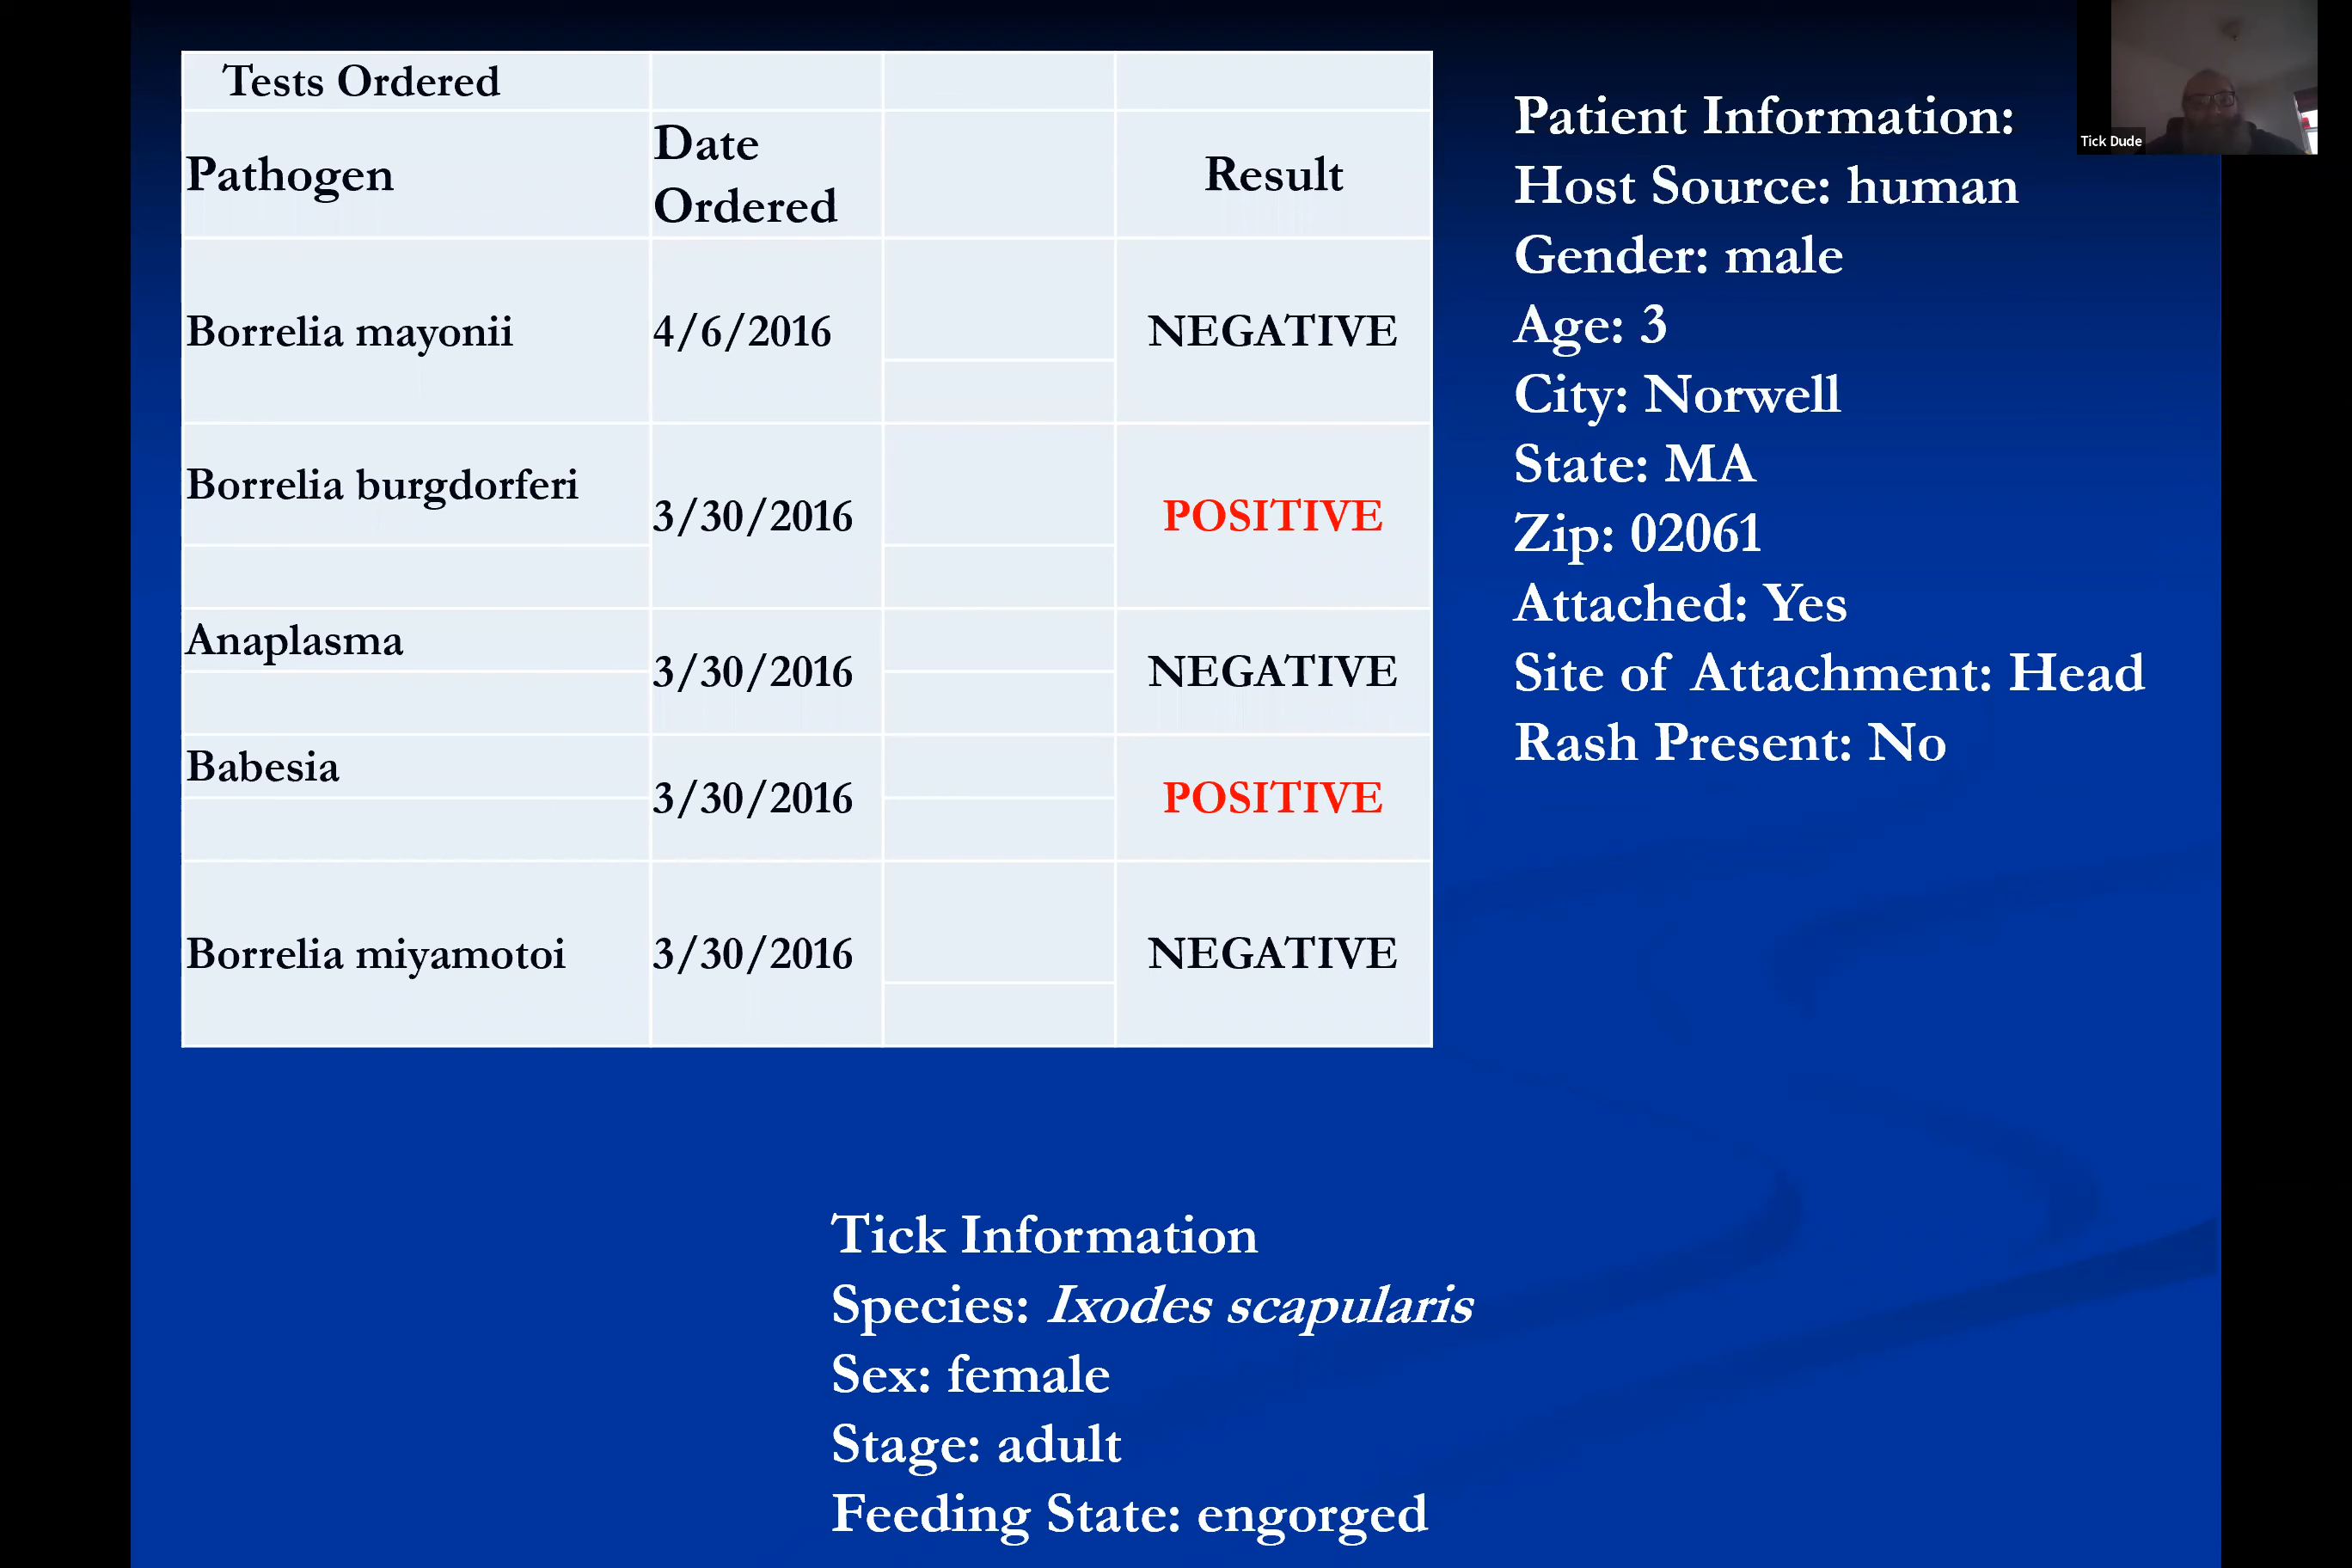 Tests Ordered
Pathogen Date Ordered Result
Borrelia mayonii 4/6/2016 NEGATIVE
Borrelia burgdorferi 3/30/2016 POSITIVE
Anaplasma 3/30/2016 NEGATIVE
Babesia 3/30/2016 POSITIVE
Borrelia miyamotoi 3/30/2016 NEGATIVE
Patient Information:
Host Source: human
Gender: male
Age: 3
City: Norwell
State: MA
Zip: 02061
Attached: Yes
Site of Attachment: Head
Rash Present: No
Tick Dude
Tick Information
Species: Ixodes scapularis
Sex: female
Stage: adult
Feeding State: engorged